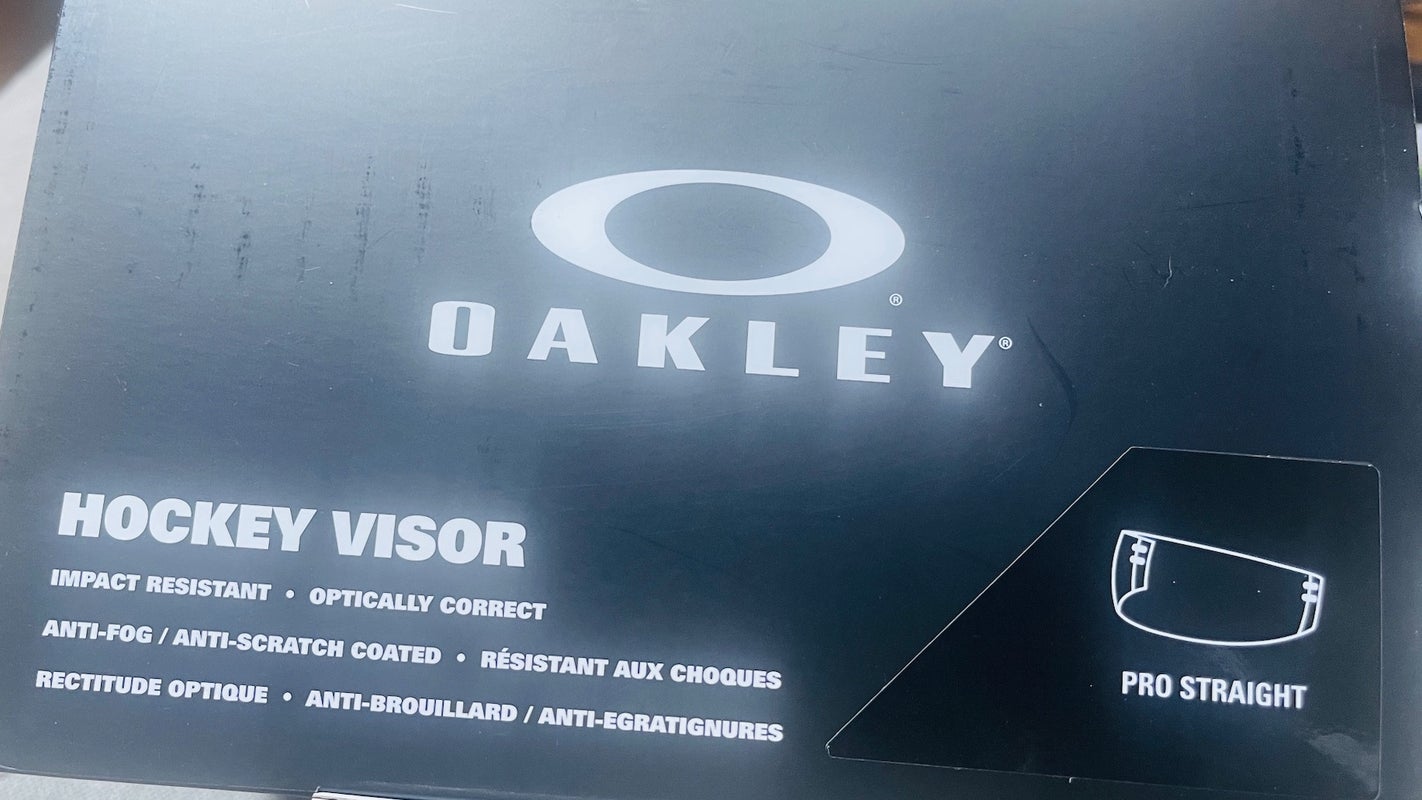 ®
OAKLEY®
HOCKEY VISOR
IMPACT RESISTANT • OPTICALLY CORRECT
ANTI-FOG / ANTI-SCRATCH COATED • RÉSISTANT AUX CHOQUES
RECTITUDE OPTIQUE • ANTI-BROUILLARD / ANTI-EGRATIGNURES
PRO STRAIGHT